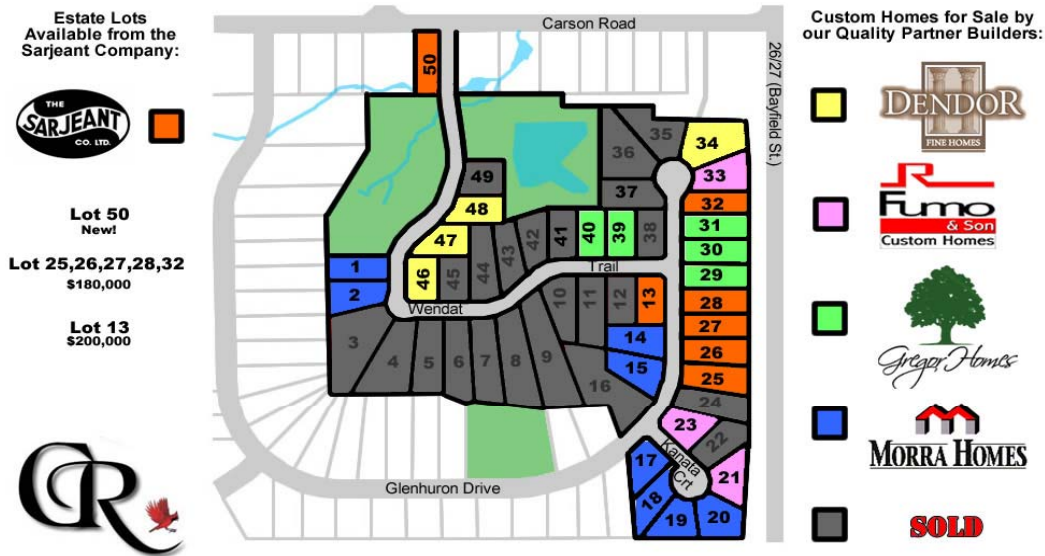 Estate Lots
Available from the
Sarjeant Company:
THE
SARJEANT
CO. LTD.
Lot 50
New!
Lot 25,26,27,28,32
$180,000
Lot 13
$200,000
GR
Carson Road
26/27 (Bayfield St.)
50
49
48
47
46
45
44
43
42
41
40
39
38
37
36
35
34
33
32
31
30
29
28
27
26
25
24
23
22
21
20
19
18
17
16
15
14
13
12
11
10
9
8
7
6
5
4
3
2
1
Wendat
Trail
Kanata
Crt
Glenhuron Drive
Custom Homes for Sale by
our Quality Partner Builders:
DENDOR
FINE HOMES
Fumo
& Son
Custom Homes
Gregor Homes
MORRA HOMES
SOLD